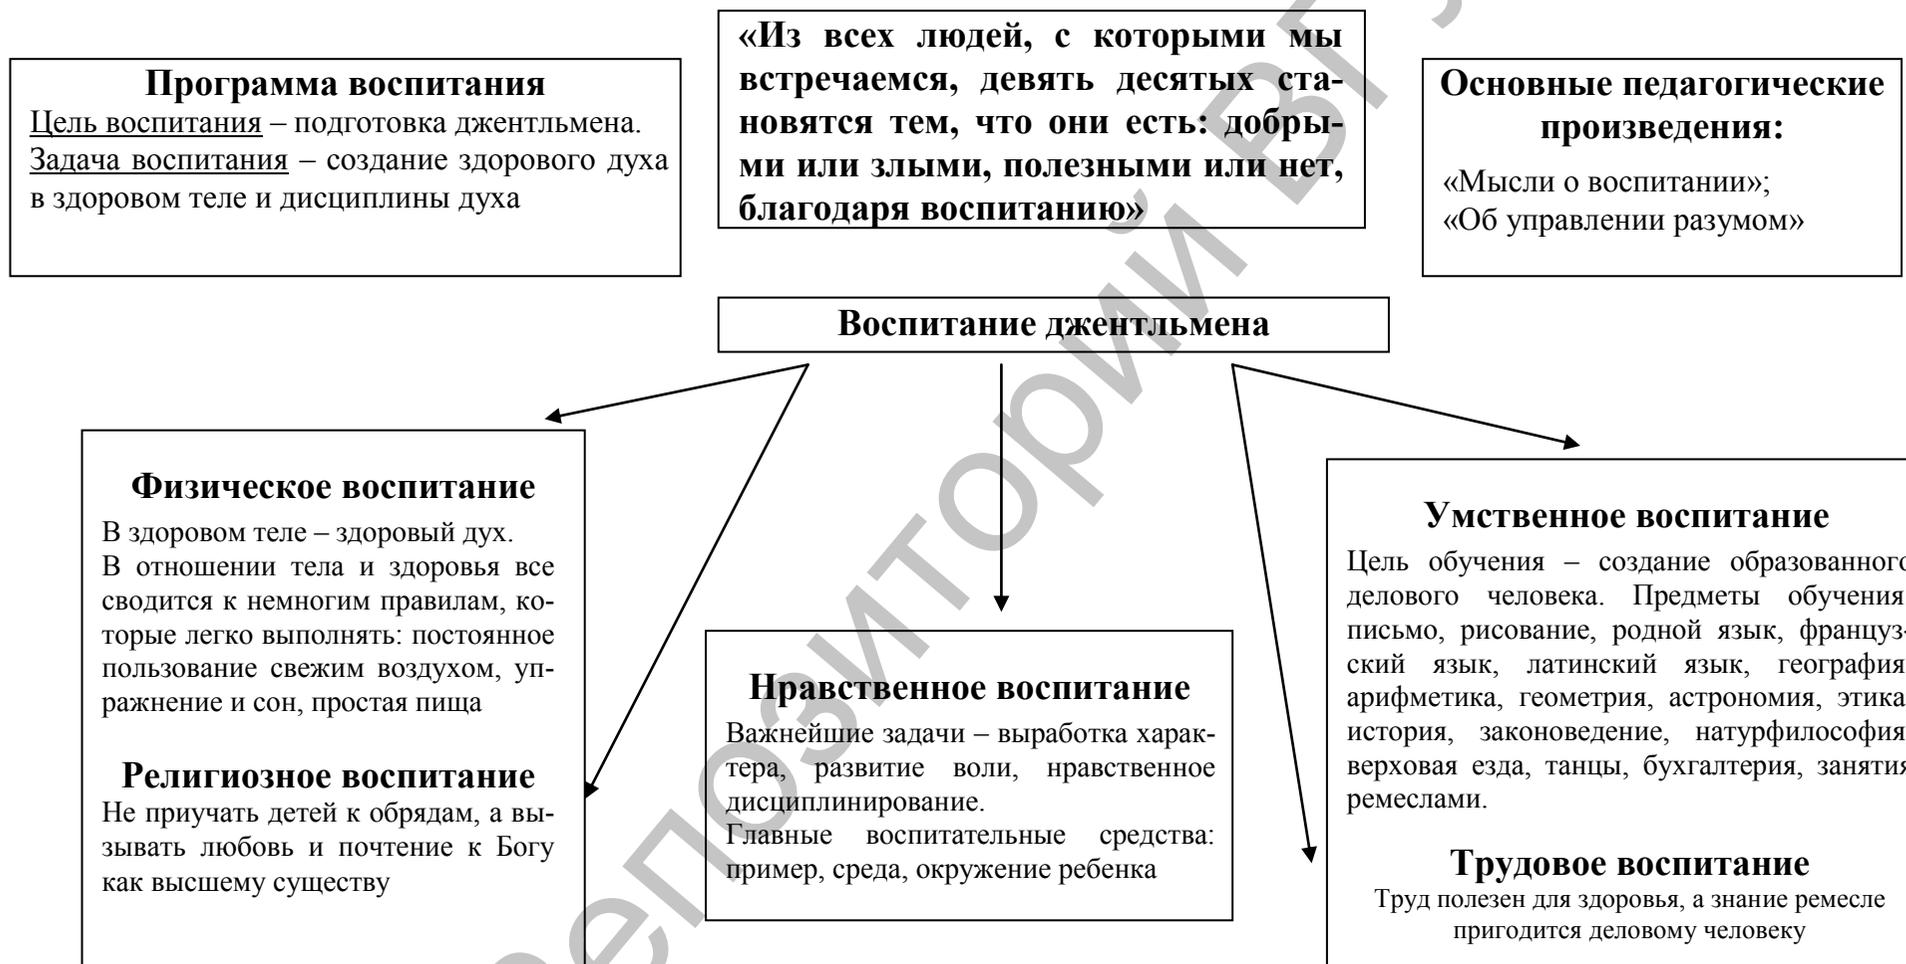 Программа воспитания
Цель воспитания – подготовка джентльмена.
Задача воспитания – создание здорового духа
в здоровом теле и дисциплины духа
«Из всех людей, с которыми мы
встречаемся, девять десятых ста-
новятся тем, что они есть: добры-
ми или злыми, полезными или нет,
благодаря воспитанию»
Основные педагогические
произведения:
«Мысли о воспитании»;
«Об управлении разумом»
Воспитание джентльмена
Физическое воспитание
В здоровом теле – здоровый дух.
В отношении тела и здоровья все
сводится к немногим правилам, ко-
торые легко выполнять: постоянное
пользование свежим воздухом, уп-
ражнение и сон, простая пища
Религиозное воспитание
Не приучать детей к обрядам, а вы-
зывать любовь и почтение к Богу
как высшему существу
Нравственное воспитание
Важнейшие задачи – выработка харак-
тера, развитие воли, нравственное
дисциплинирование.
Главные воспитательные средства:
пример, среда, окружение ребенка
Умственное воспитание
Цель обучения – создание образованного
делового человека. Предметы обучения
письмо, рисование, родной язык, француз-
ский язык, латинский язык, география
арифметика, геометрия, астрономия, этика
история, законоведение, натурфилософия
верховая езда, танцы, бухгалтерия, занятия
ремеслами.
Трудовое воспитание
Труд полезен для здоровья, а знание ремесле
пригодится деловому человеку
Репозиторий ВГУ